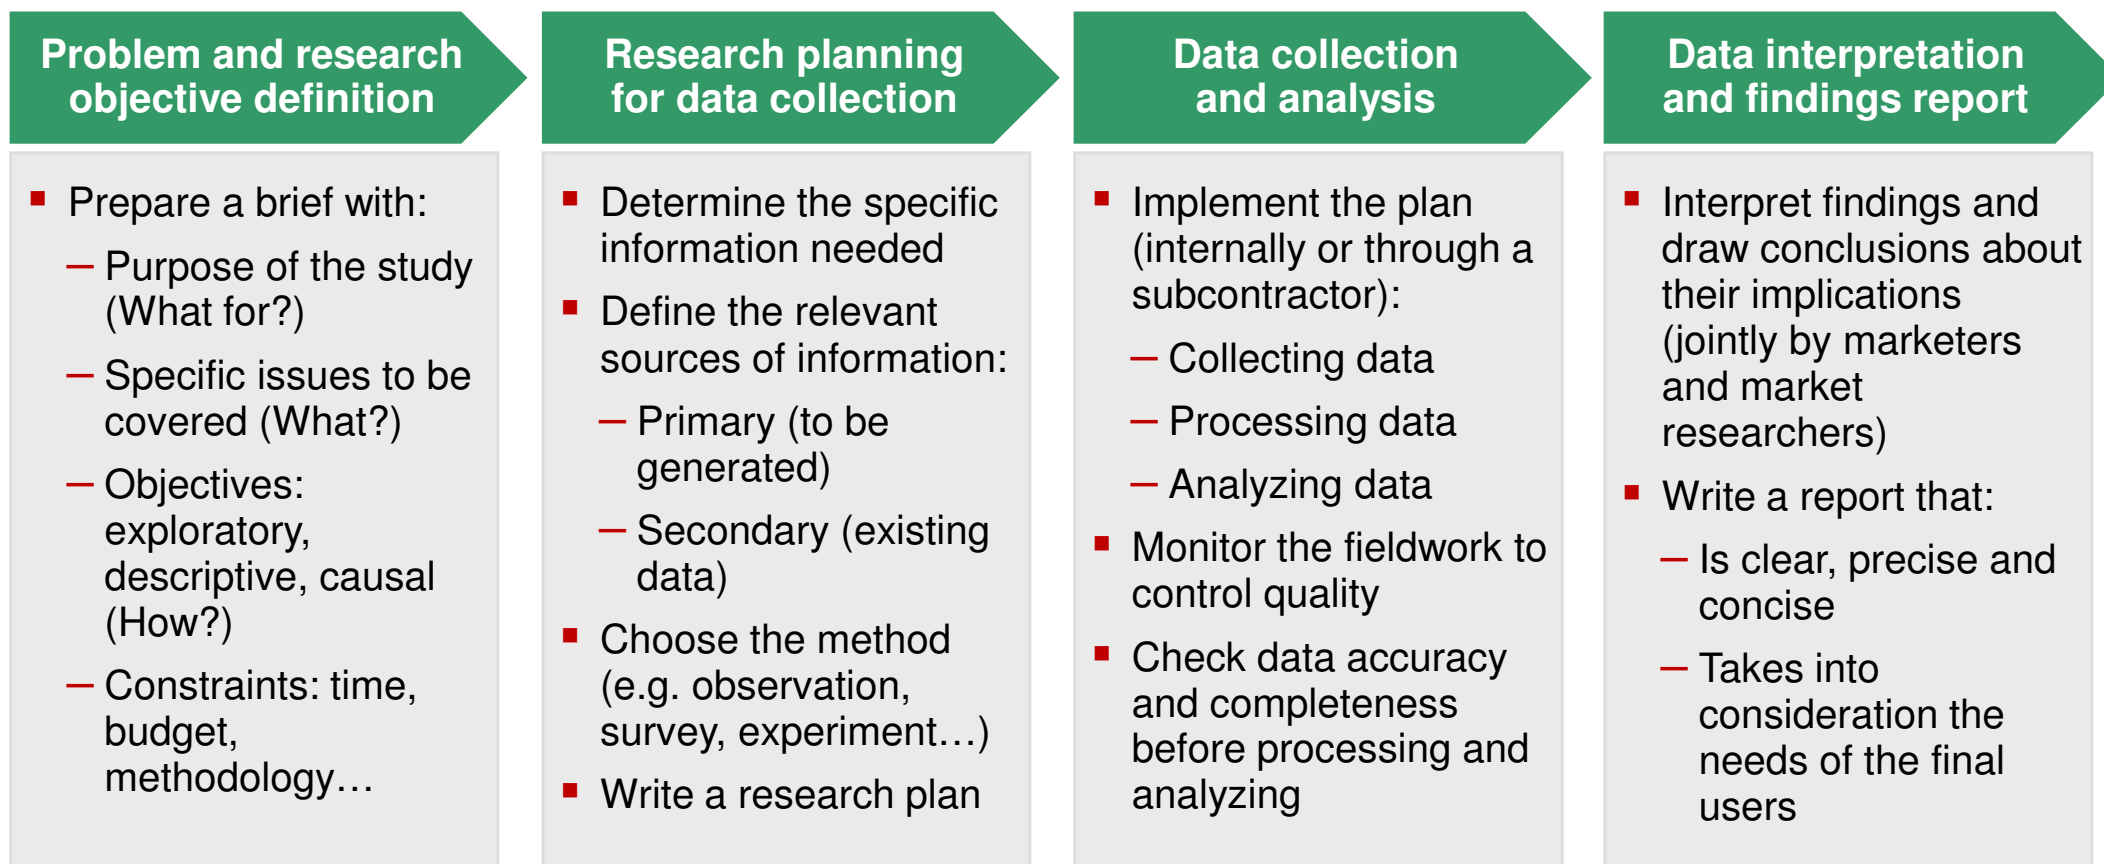 Problem and research
objective definition
▪ Prepare a brief with:
– Purpose of the study
(What for?)
– Specific issues to be
covered (What?)
– Objectives:
exploratory,
descriptive, causal
(How?)
– Constraints: time,
budget,
methodology…
Research planning
for data collection
▪ Determine the specific
information needed
▪ Define the relevant
sources of information:
– Primary (to be
generated)
– Secondary (existing
data)
▪ Choose the method
(e.g. observation,
survey, experiment…)
▪ Write a research plan
Data collection
and analysis
▪ Implement the plan
(internally or through a
subcontractor):
– Collecting data
– Processing data
– Analyzing data
▪ Monitor the fieldwork to
control quality
▪ Check data accuracy
and completeness
before processing and
analyzing
Data interpretation
and findings report
▪ Interpret findings and
draw conclusions about
their implications
(jointly by marketers
and market
researchers)
▪ Write a report that:
– Is clear, precise and
concise
– Takes into
consideration the
needs of the final
users